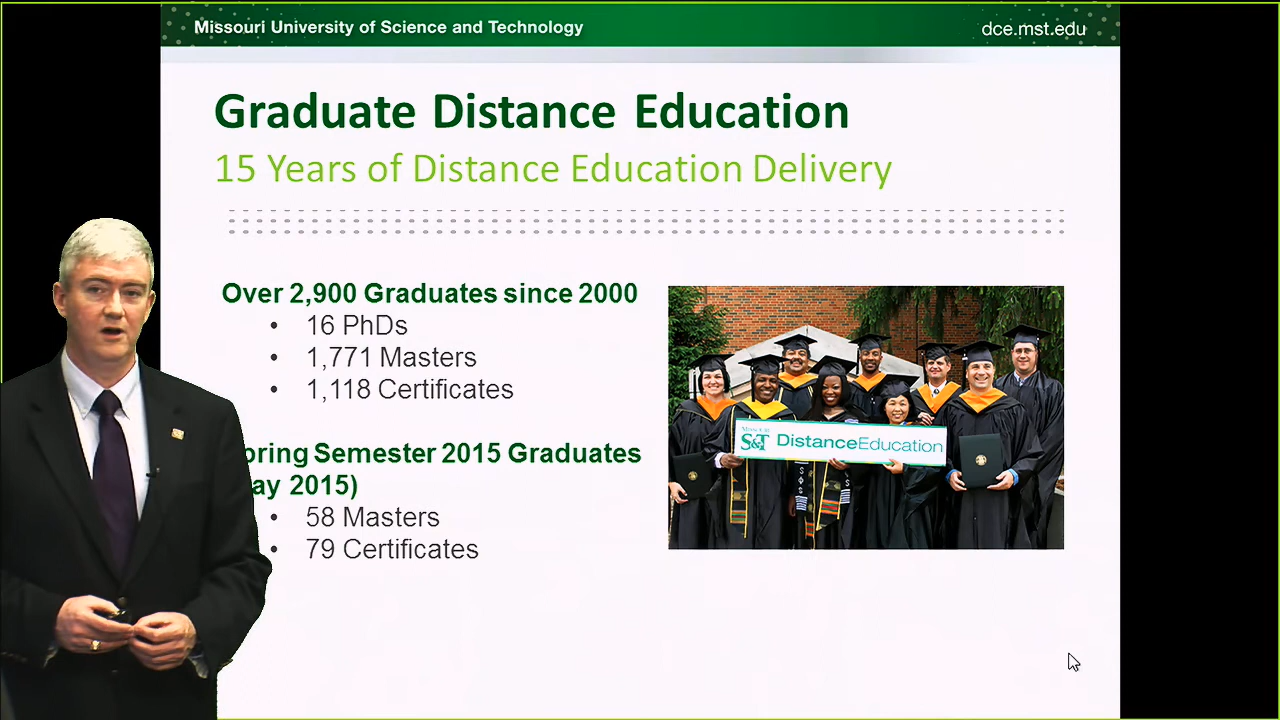 Missouri University of Science and Technology
dce.mst.edu
Graduate Distance Education
15 Years of Distance Education Delivery
Over 2,900 Graduates since 2000
• 16 PhDs
• 1,771 Masters
• 1,118 Certificates
pring Semester 2015 Graduates
ay 2015)
• 58 Masters
• 79 Certificates
MISSOURI
S&T DistanceEducation